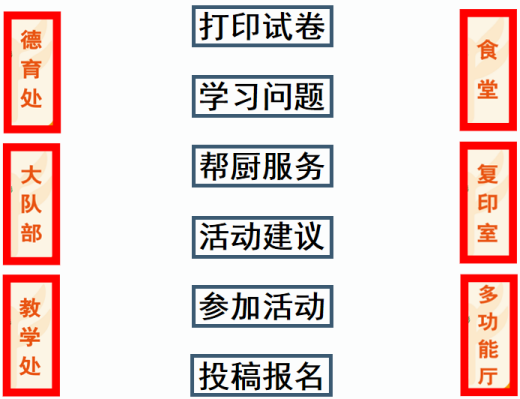 德育处
大队部
教学处
打印试卷
学习问题
帮厨服务
活动建议
参加活动
投稿报名
食堂
复印室
多功能厅